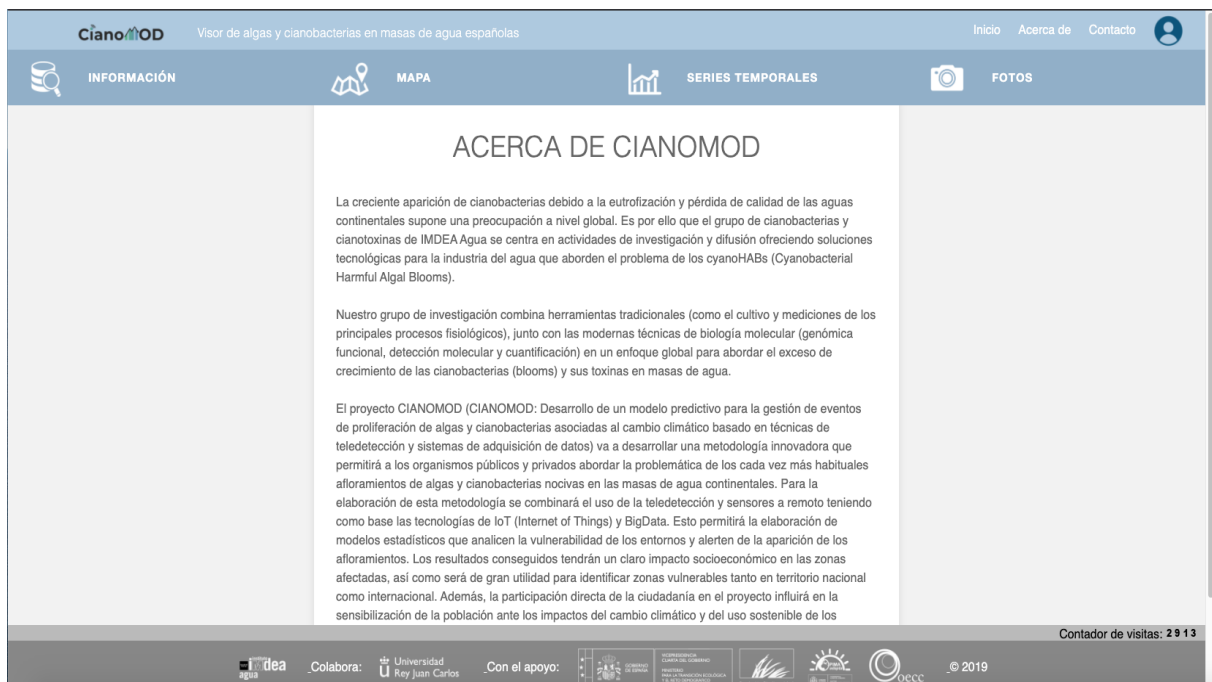 CianoMOD
Visor de algas y cianobacterias en masas de agua españolas
Inicio
Acerca de
Contacto
INFORMACIÓN
MAPA
SERIES TEMPORALES
FOTOS
ACERCA DE CIANOMOD
La creciente aparición de cianobacterias debido a la eutrofización y pérdida de calidad de las aguas
continentales supone una preocupación a nivel global. Es por ello que el grupo de cianobacterias y
cianotoxinas de IMDEA Agua se centra en actividades de investigación y difusión ofreciendo soluciones
tecnológicas para la industria del agua que aborden el problema de los cyanoHABs (Cyanobacterial
Harmful Algal Blooms).
Nuestro grupo de investigación combina herramientas tradicionales (como el cultivo y mediciones de los
principales procesos fisiológicos), junto con las modernas técnicas de biología molecular (genómica
funcional, detección molecular y cuantificación) en un enfoque global para abordar el exceso de
crecimiento de las cianobacterias (blooms) y sus toxinas en masas de agua.
El proyecto CIANOMOD (CIANOMOD: Desarrollo de un modelo predictivo para la gestión de eventos
de proliferación de algas y cianobacterias asociadas al cambio climático basado en técnicas de
teledetección y sistemas de adquisición de datos) va a desarrollar una metodología innovadora que
permitirá a los organismos públicos y privados abordar la problemática de los cada vez más habituales
afloramientos de algas y cianobacterias nocivas en las masas de agua continentales. Para la
elaboración de esta metodología se combinará el uso de la teledetección y sensores a remoto teniendo
como base las tecnologías de IoT (Internet of Things) y BigData. Esto permitirá la elaboración de
modelos estadísticos que analicen la vulnerabilidad de los entornos y alerten de la aparición de los
afloramientos. Los resultados conseguidos tendrán un claro impacto socioeconómico en las zonas
afectadas, así como será de gran utilidad para identificar zonas vulnerables tanto en territorio nacional
como internacional. Además, la participación directa de la ciudadanía en el proyecto influirá en la
sensibilización de la población ante los impactos del cambio climático y del uso sostenible de los
Contador de visitas: 2913
idea
agua
Colabora:
Universidad
Rey Juan Carlos
Con el apoyo:
GOBIERNO
DE ESPAÑA
VICEPRESIDENCIA
CUARTA DEL GOBIERNO
MINISTERIO
PARA LA TRANSICIÓN ECOLÓGICA
Y EL RETO DEMOGRÁFICO
oecc
© 2019